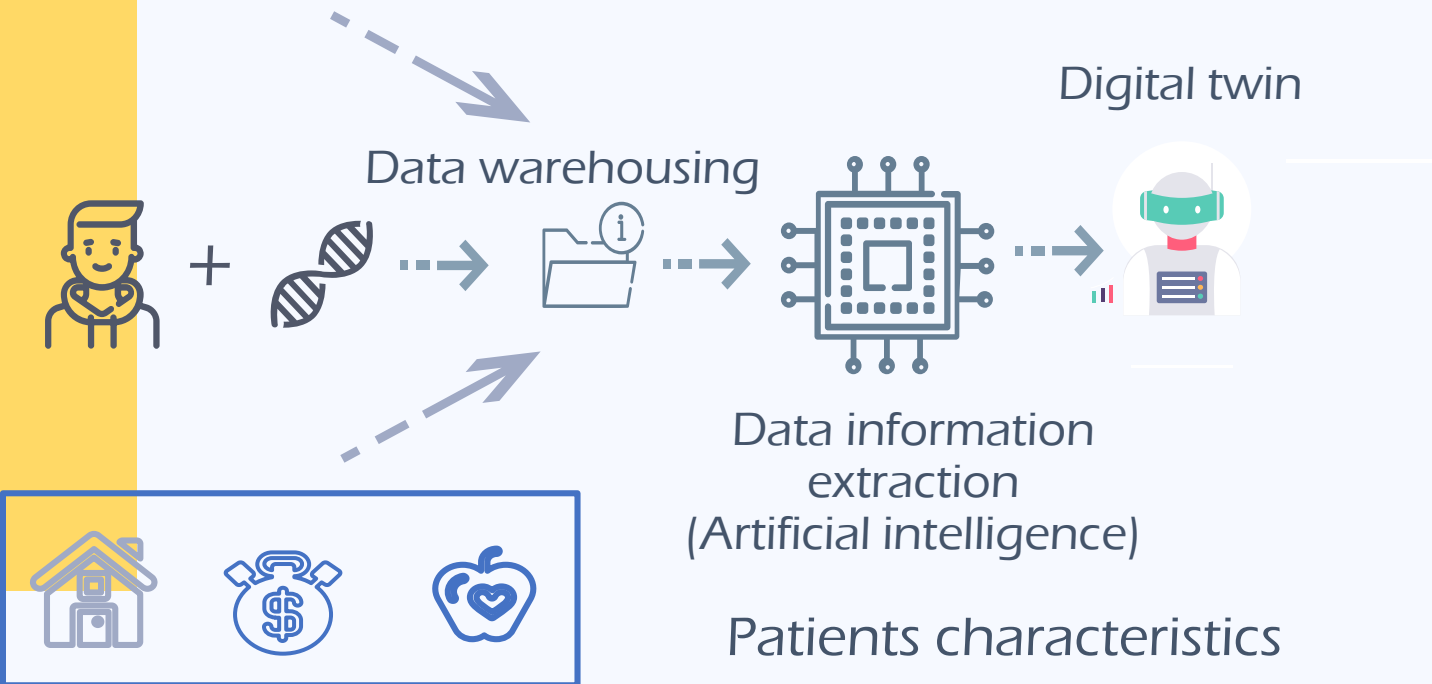 Digital twin
Data warehousing
i
$
Data information
extraction
(Artificial intelligence)
Patients characteristics